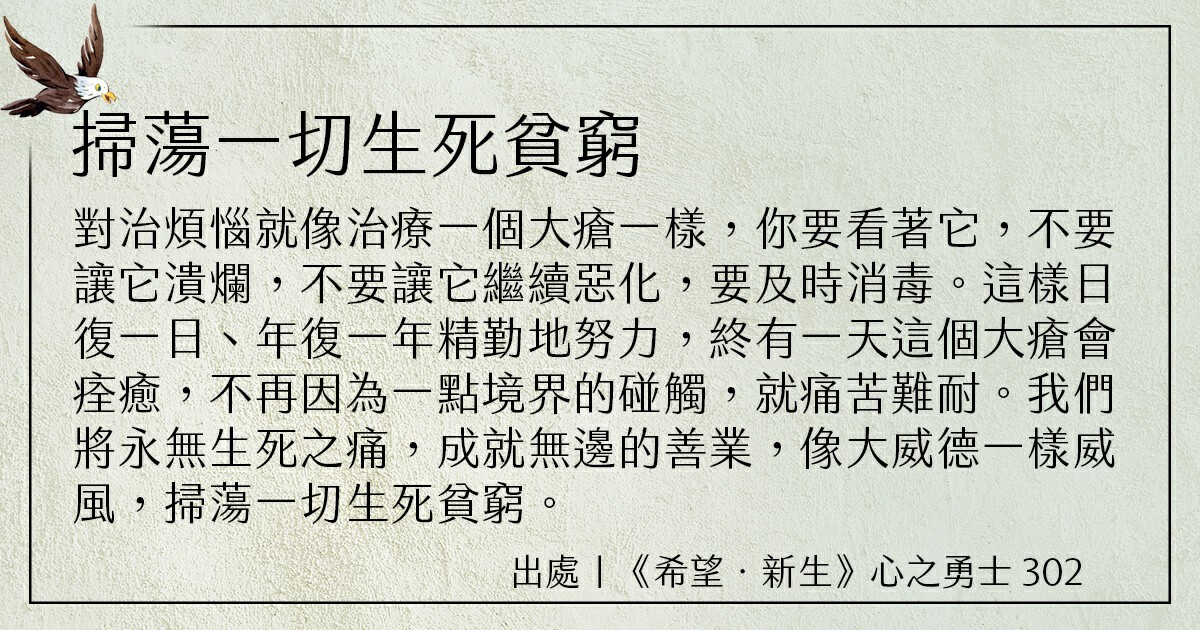 掃蕩一切生死貧窮
對治煩惱就像治療一個大瘡一樣，你要看著它，不要
讓它潰爛，不要讓它繼續惡化，要及時消毒。這樣日
復一日、年復一年精勤地努力，終有一天這個大瘡會
痊癒，不再因為一點境界的碰觸，就痛苦難耐。我們
將永無生死之痛，成就無邊的善業，像大威德一樣威
風，掃蕩一切生死貧窮。
出處｜《希望‧新生》心之勇士 302